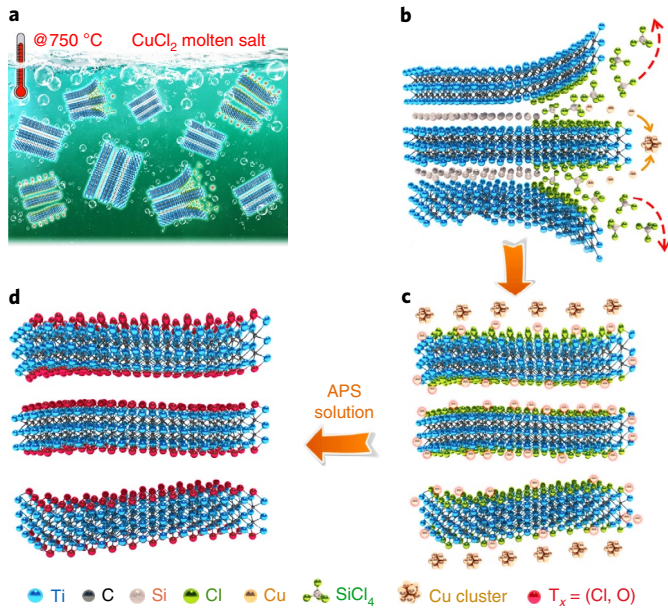 a
@750 °C CuCl2 molten salt
b
d
APS
solution
c
Ti C Si Cl Cu SiCl4 Cu cluster Tx = (Cl, O)